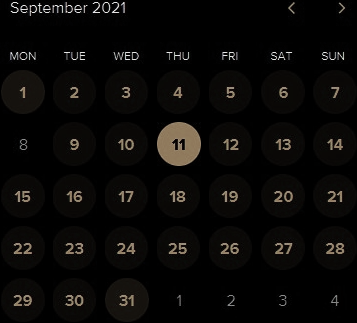 September 2021 < >
MON TUE WED THU FRI SAT SUN
1 2 3 4 5 6 7
8 9 10 11 12 13 14
15 16 17 18 19 20 21
22 23 24 25 26 27 28
29 30 31 1 2 3 4